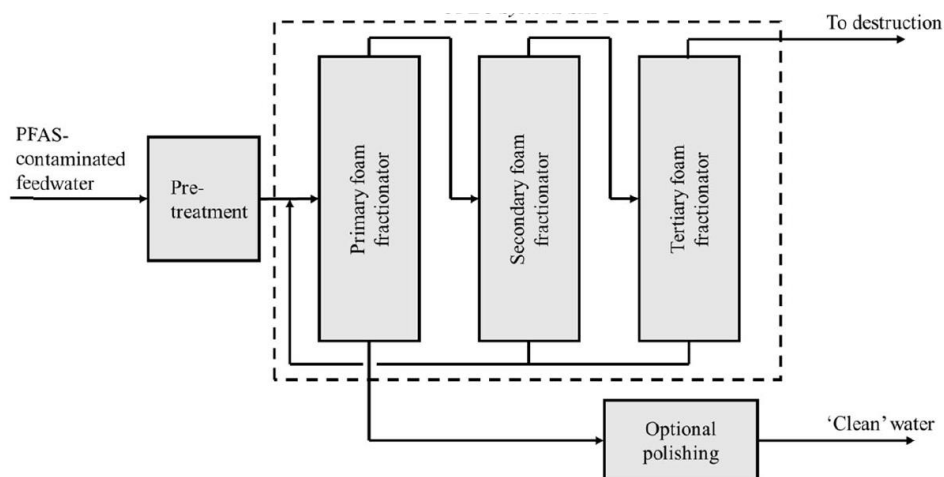 To destruction
PFAS-
contaminated
feedwater
Pre-
treatment
Primary foam
fractionator
Secondary foam
fractionator
Tertiary foam
fractionator
Optional
polishing
‘Clean’ water